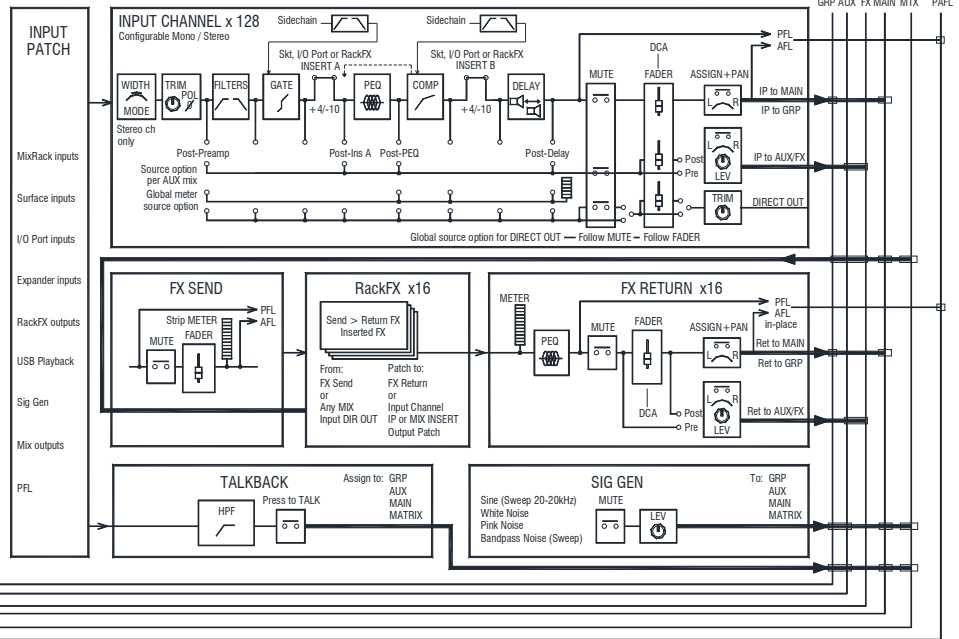 GRP AUX FX MAIN MTX PAFL
INPUT
PATCH
MixRack inputs
Surface inputs
I/O Port inputs
Expander inputs
RackFX outputs
USB Playback
Sig Gen
Mix outputs
PFL
INPUT CHANNEL x 128
Configurable Mono / Stereo
Sidechain
Sidechain
Skt, I/O Port or RackFX
INSERT A
Skt, I/O Port or RackFX
INSERT B
PFL
AFL
DCA
WIDTH
MODE
Stereo ch
only
TRIM
POL
FILTERS
GATE
+4/-10
PEQ
COMP
+4/-10
DELAY
MUTE
FADER
ASSIGN+PAN
L R
IP to MAIN
IP to GRP
Post-Preamp
Post-Ins A
Post-PEQ
Post-Delay
Source option
per AUX mix
Global meter
source option
Post
Pre
L R
LEV
IP to AUX/FX
TRIM
DIRECT OUT
Global source option for DIRECT OUT — Follow MUTE – Follow FADER
FX SEND
PFL
AFL
Strip METER
FADER
MUTE
RackFX x16
Send > Return FX
Inserted FX
From:
FX Send
or
Any MIX
Input DIR OUT
Patch to:
FX Return
or
Input Channel
IP or MIX INSERT
Output Patch
FX RETURN x16
METER
PEQ
MUTE
FADER
DCA
PFL
AFL
in-place
ASSIGN+PAN
L R
Ret to MAIN
Ret to GRP
Post
Pre
L R
LEV
Ret to AUX/FX
TALKBACK
HPF
Press to TALK
Assign to: GRP
AUX
MAIN
MATRIX
SIG GEN
Sine (Sweep 20-20kHz)
White Noise
Pink Noise
Bandpass Noise (Sweep)
MUTE
LEV
To: GRP
AUX
MAIN
MATRIX